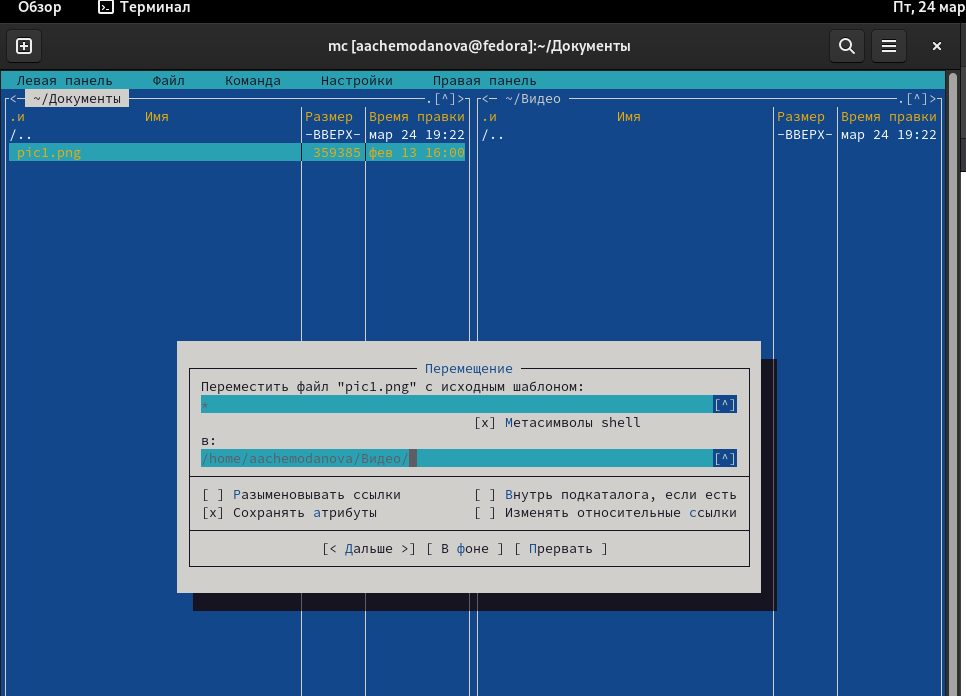 Обзор Терминал Пт, 24 мар
mc [aachemodanova@fedora]:~/Документы
Левая панель Файл Команда Настройки Правая панель
<— ~/Документы .[^]> <— ~/Видео .[^]>
.и Имя Размер Время правки .и Имя Размер Время правки
/.. -ВВЕРХ- мар 24 19:22 /.. -ВВЕРХ- мар 24 19:22
pic1.png 359385 фев 13 16:00
Перемещение
Переместить файл "pic1.png" с исходным шаблоном:
* [^]
[x] Метасимволы shell
в:
/home/aachemodanova/Видео/ [^]
[ ] Разыменовывать ссылки [ ] Внутрь подкаталога, если есть
[x] Сохранять атрибуты [ ] Изменять относительные ссылки
[< Дальше >] [ В фоне ] [ Прервать ]